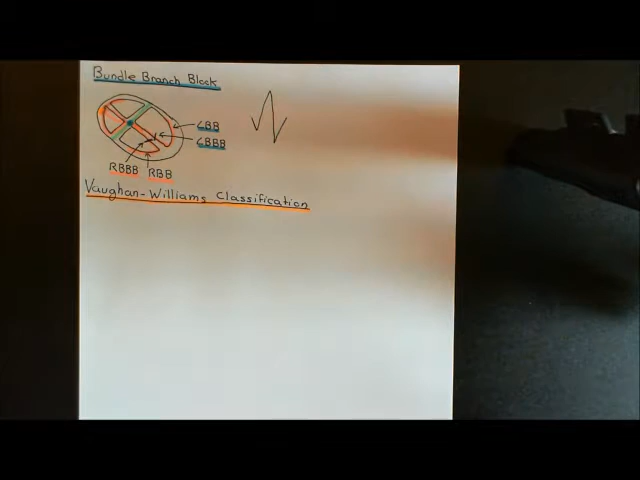 Bundle Branch Block
LBB
LBBB
RBBB RBB
Vaughan-Williams Classification